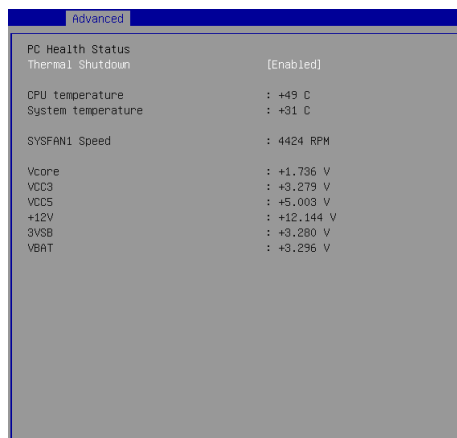 Advanced
PC Health Status
Thermal Shutdown [Enabled]
CPU temperature : +49 C
System temperature : +31 C
SYSFAN1 Speed : 4424 RPM
Vcore : +1.736 V
VCC3 : +3.279 V
VCC5 : +5.003 V
+12V : +12.144 V
3VSB : +3.280 V
VBAT : +3.296 V